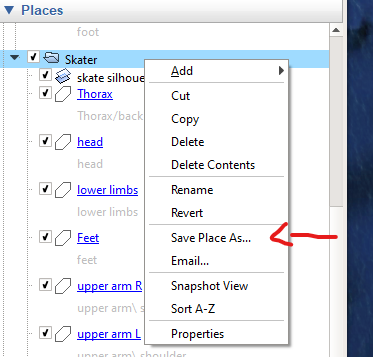 Places
foot
Skater
skate silhoue
Thorax
Thorax/back
head
head
lower limbs
lower limbs
Feet
feet
upper arm R
upper arm\ shoulder
upper arm L
upper arm\ shoulder
Add
Cut
Copy
Delete
Delete Contents
Rename
Revert
Save Place As...
Email...
Snapshot View
Sort A-Z
Properties